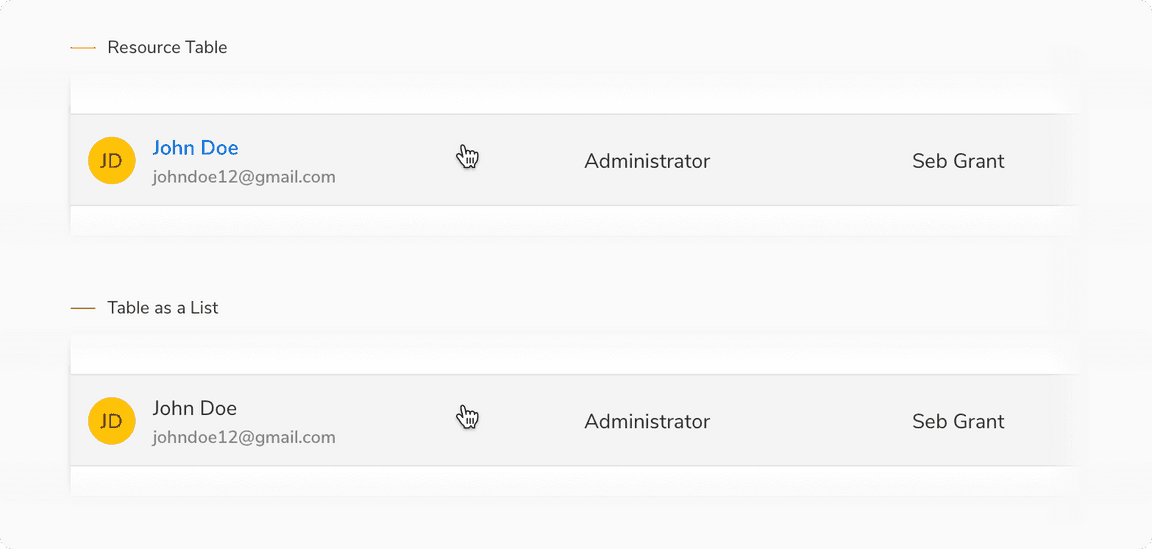 Resource Table
JD
John Doe
johndoe12@gmail.com
Administrator
Seb Grant
Table as a List
JD
John Doe
johndoe12@gmail.com
Administrator
Seb Grant